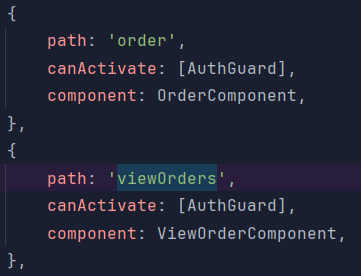 {
    path: 'order',
    canActivate: [AuthGuard],
    component: OrderComponent,
},
{
    path: 'viewOrders',
    canActivate: [AuthGuard],
    component: ViewOrderComponent,
},